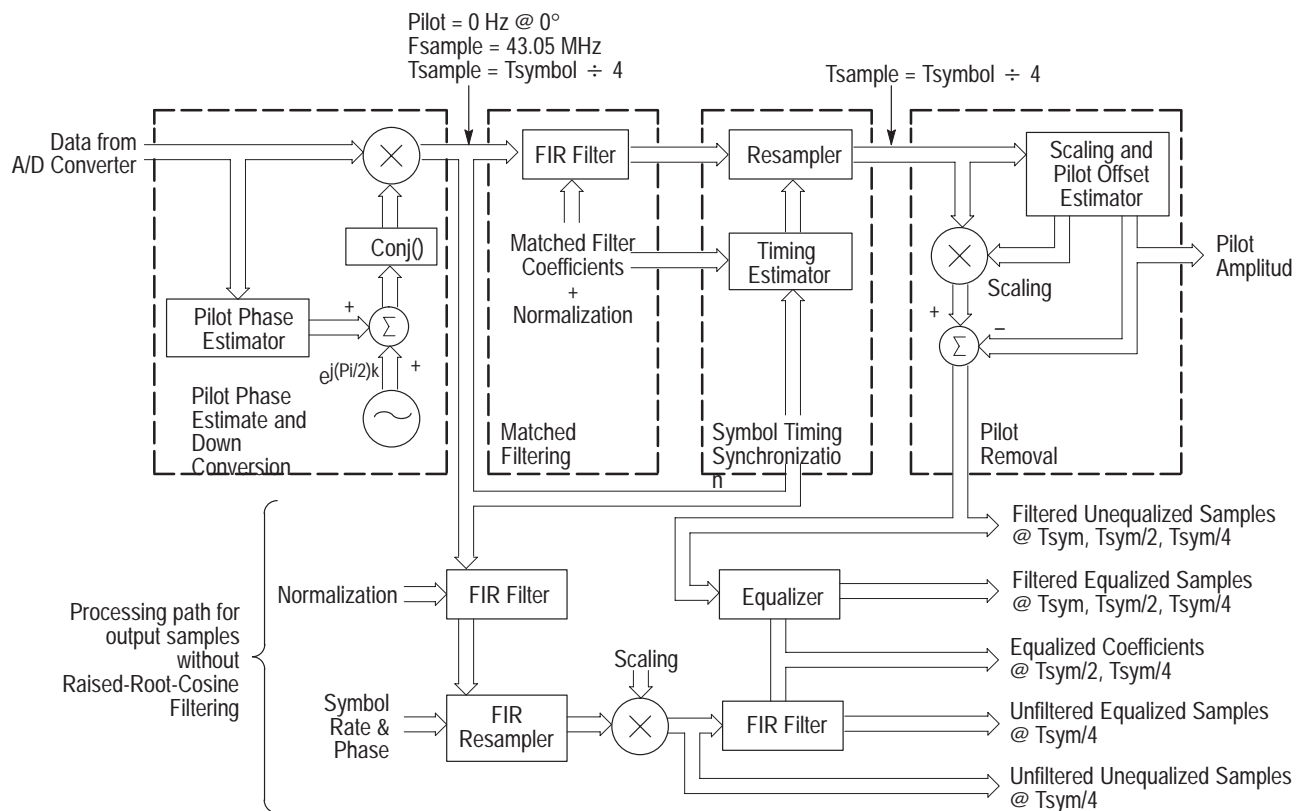 Pilot = 0 Hz @ 0°
Fsample = 43.05 MHz
Tsample = Tsymbol ÷ 4
Tsample = Tsymbol ÷ 4
Data from
A/D Converter
FIR Filter
Resampler
Scaling and
Pilot Offset
Estimator
Conj()
Matched Filter
Coefficients
+
Normalization
Timing
Estimator
Scaling
Pilot
Amplitud
Pilot Phase
Estimator
+
Σ
+
ej(Pi/2)k
+
Σ
–
Pilot Phase
Estimate and
Down
Conversion
Matched
Filtering
Symbol Timing
Synchronizatio
n
Pilot
Removal
Processing path for
output samples
without
Raised-Root-Cosine
Filtering
Normalization
FIR Filter
Equalizer
Symbol
Rate &
Phase
FIR
Resampler
Scaling
FIR Filter
Filtered Unequalized Samples
@ Tsym, Tsym/2, Tsym/4
Filtered Equalized Samples
@ Tsym, Tsym/2, Tsym/4
Equalized Coefficients
@ Tsym/2, Tsym/4
Unfiltered Equalized Samples
@ Tsym/4
Unfiltered Unequalized Samples
@ Tsym/4